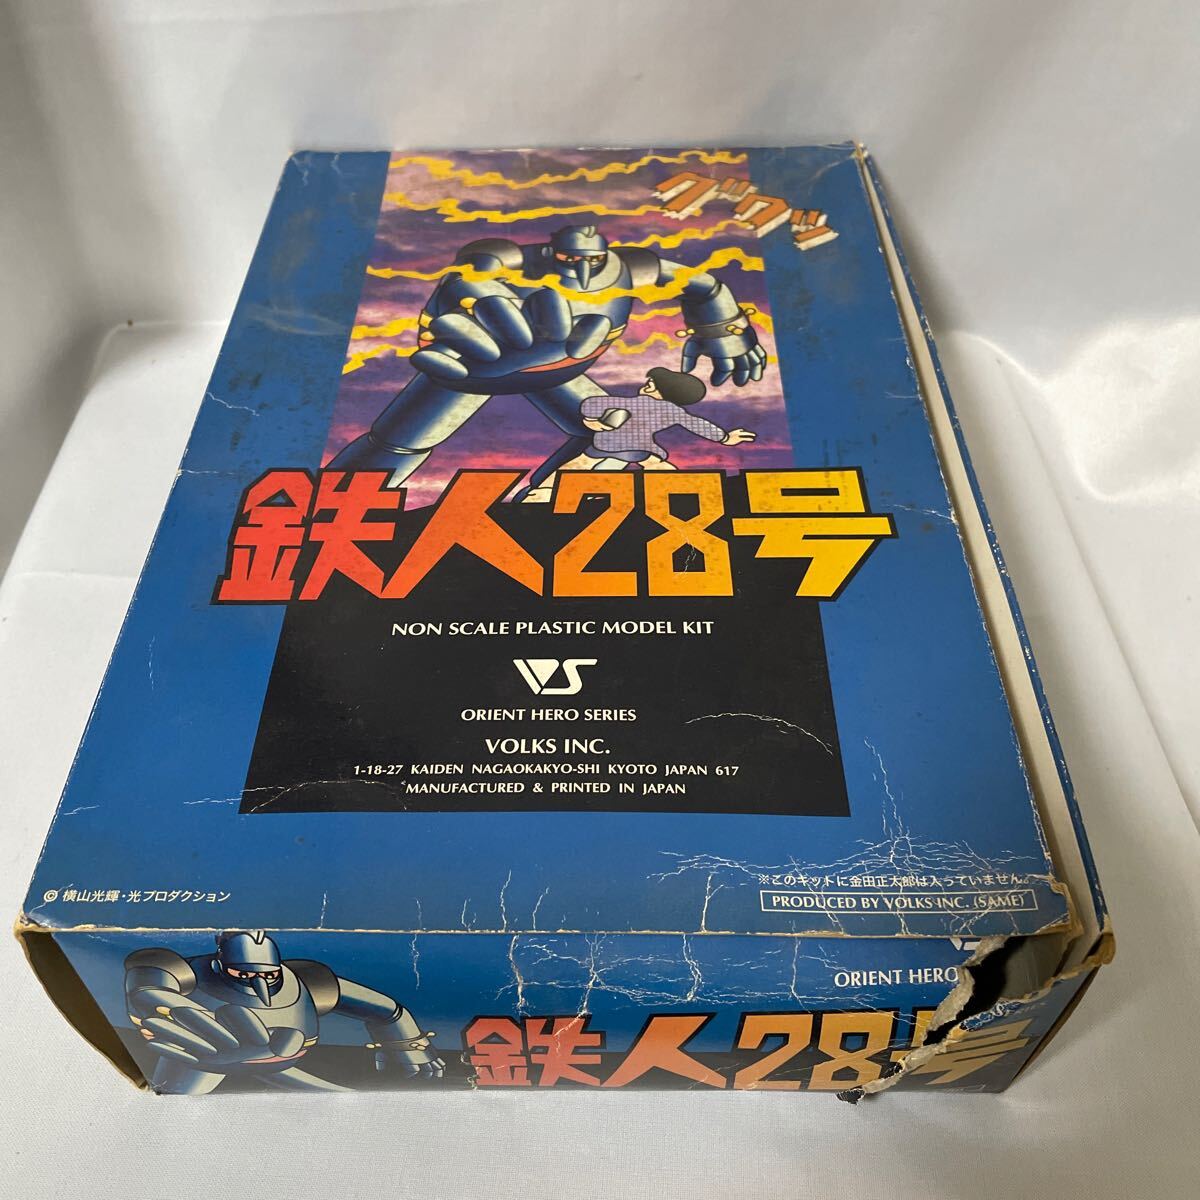 ググッ
鉄人28号
NON SCALE PLASTIC MODEL KIT
VS
ORIENT HERO SERIES
VOLKS INC.
1-18-27 KAIDEN NAGAOKAKYO-SHI KYOTO JAPAN 617
MANUFACTURED & PRINTED IN JAPAN
© 横山光輝・光プロダクション
※このキットに金田正太郎は入っていません。
PRODUCED BY VOLKS INC. (SAME)
ORIENT HERO
鉄人28号